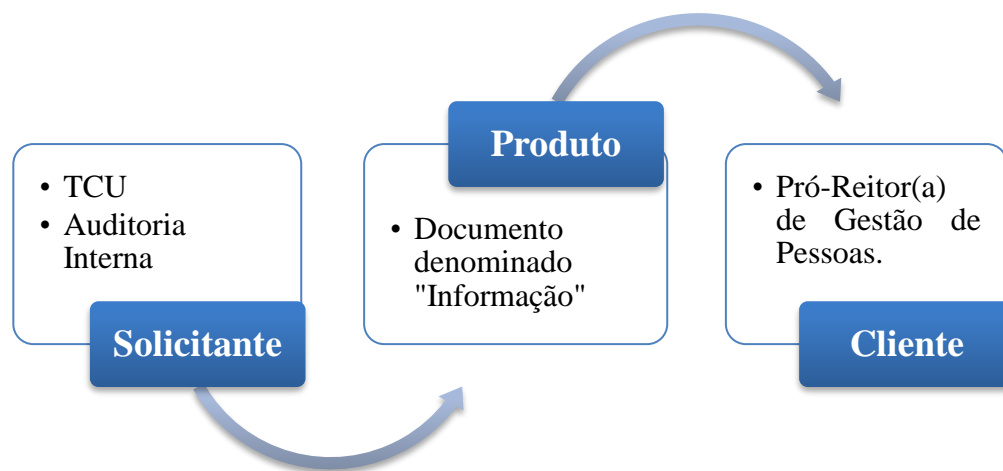 • TCU
• Auditoria
Interna
Solicitante
Produto
• Documento
denominado
"Informação"
• Pró-Reitor(a)
de Gestão de
Pessoas.
Cliente